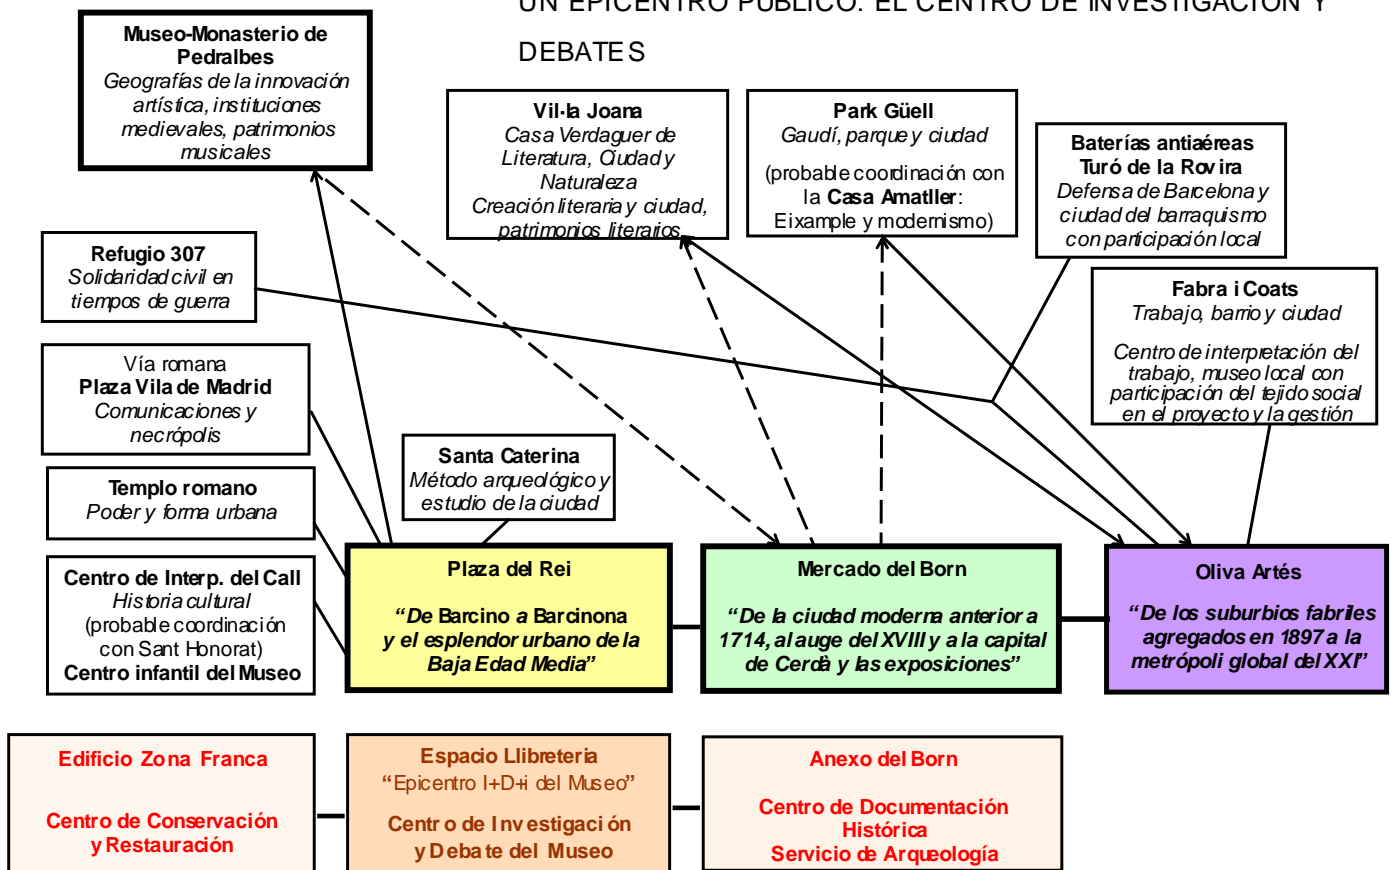 UN EPICENTRO PÚBLICO: EL CENTRO DE INVESTIGACIÓN Y
DEBATES
Museo-Monasterio de
Pedralbes
Geografías de la innovación
artística, instituciones
medievales, patrimonios
musicales
Vil·la Joana
Casa Verdaguer de
Literatura, Ciudad y
Naturaleza
Creación literaria y ciudad,
patrimonios literarios
Park Güell
Gaudí, parque y ciudad
(probable coordinación con
la Casa Amatller:
Eixample y modernismo)
Baterías antiaéreas
Turó de la Rovira
Defensa de Barcelona y
ciudad del barraquismo
con participación local
Refugio 307
Solidaridad civil en
tiempos de guerra
Fabra i Coats
Trabajo, barrio y ciudad
Centro de interpretación del
trabajo, museo local con
participación del tejido social
en el proyecto y la gestión
Vía romana
Plaza Vila de Madrid
Comunicaciones y
necrópolis
Santa Caterina
Método arqueológico y
estudio de la ciudad
Templo romano
Poder y forma urbana
Centro de Interp. del Call
Historia cultural
(probable coordinación
con Sant Honorat)
Centro infantil del Museo
Plaza del Rei
“De Barcino a Barcinona
y el esplendor urbano de la
Baja Edad Media”
Mercado del Born
“De la ciudad moderna anterior a
1714, al auge del XVIII y a la capital
de Cerdà y las exposiciones”
Oliva Artés
“De los suburbios fabriles
agregados en 1897 a la
metrópoli global del XXI”
Edificio Zona Franca
Centro de Conservación
y Restauración
Espacio Llibreteria
“Epicentro I+D+i del Museo”
Centro de Investigación
y Debate del Museo
Anexo del Born
Centro de Documentación
Histórica
Servicio de Arqueología